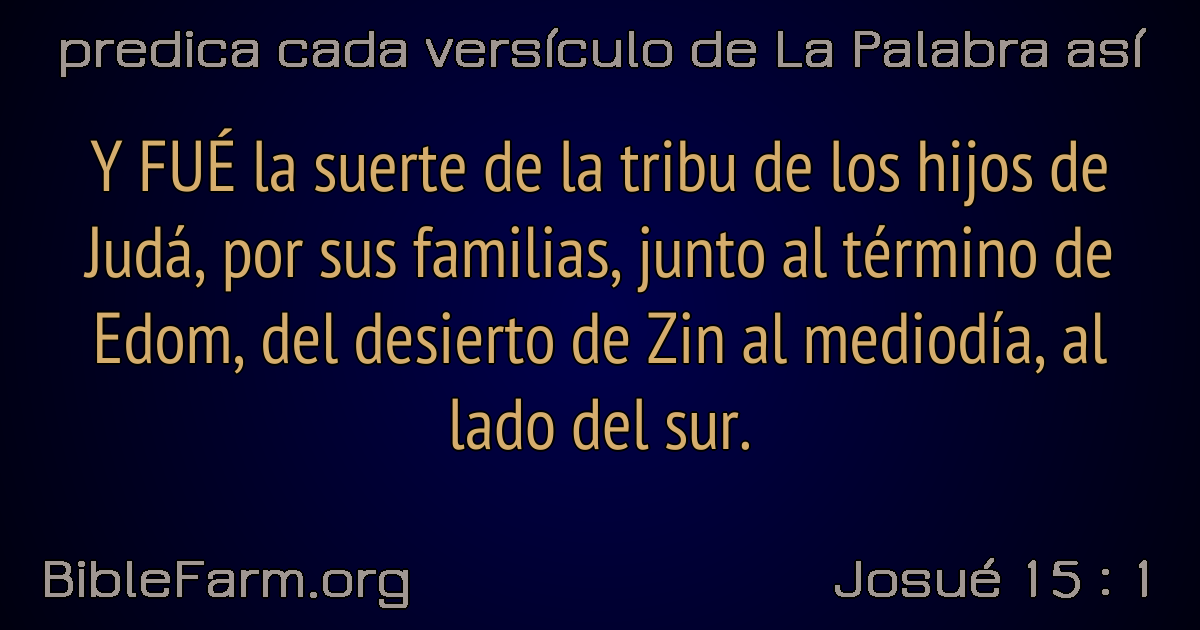 predica cada versículo de La Palabra así
Y FUÉ la suerte de la tribu de los hijos de
Judá, por sus familias, junto al término de
Edom, del desierto de Zin al mediodía, al
lado del sur.
BibleFarm.org
Josué 15 : 1